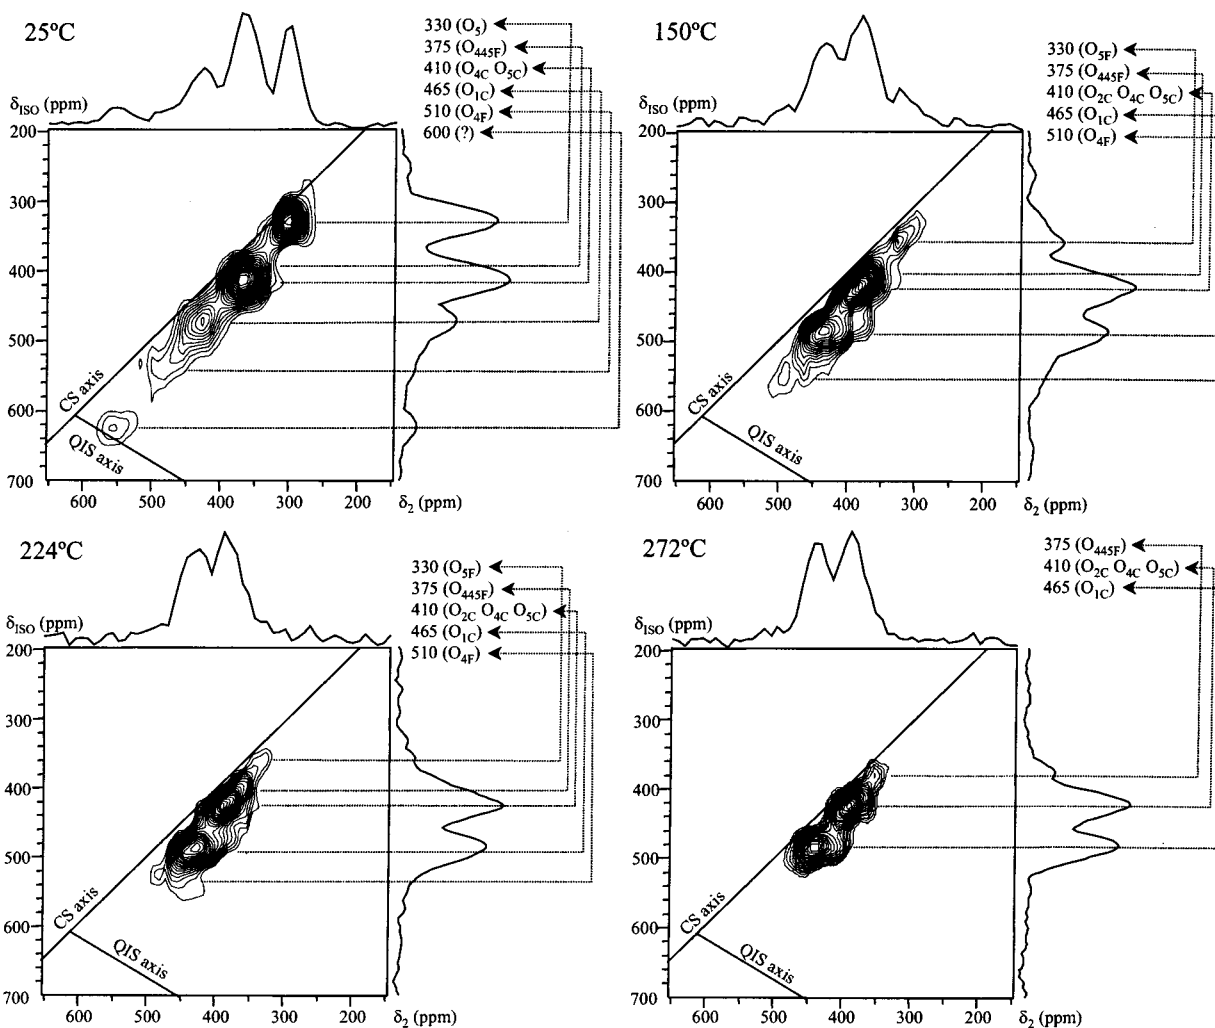 25ºC
330 (O5)
375 (O445F)
410 (O4C O5C)
465 (O1C)
510 (O4F)
600 (?)
δISO (ppm)
200
300
400
500
600
700
CS axis
QIS axis
600 500 400 300 200 δ2 (ppm)
150ºC
330 (O5F)
375 (O445F)
410 (O2C O4C O5C)
465 (O1C)
510 (O4F)
δISO (ppm)
200
300
400
500
600
700
CS axis
QIS axis
600 500 400 300 200 δ2 (ppm)
224ºC
330 (O5F)
375 (O445F)
410 (O2C O4C O5C)
465 (O1C)
510 (O4F)
δISO (ppm)
200
300
400
500
600
700
CS axis
QIS axis
600 500 400 300 200 δ2 (ppm)
272ºC
375 (O445F)
410 (O2C O4C O5C)
465 (O1C)
δISO (ppm)
200
300
400
500
600
700
CS axis
QIS axis
600 500 400 300 200 δ2 (ppm)